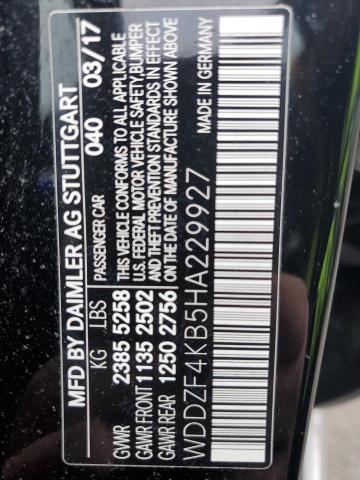 MFD BY DAIMLER AG STUTTGART
040 03/17
PASSENGER CAR
KG LBS
GVWR 2385 5258
GAWR FRONT 1135 2502
GAWR REAR 1250 2756
THIS VEHICLE CONFORMS TO ALL APPLICABLE
U.S. FEDERAL MOTOR VEHICLE SAFETY,BUMPER
AND THEFT PREVENTION STANDARDS IN EFFECT
ON THE DATE OF MANUFACTURE SHOWN ABOVE
WDDZF4KB5HA229927
MADE IN GERMANY